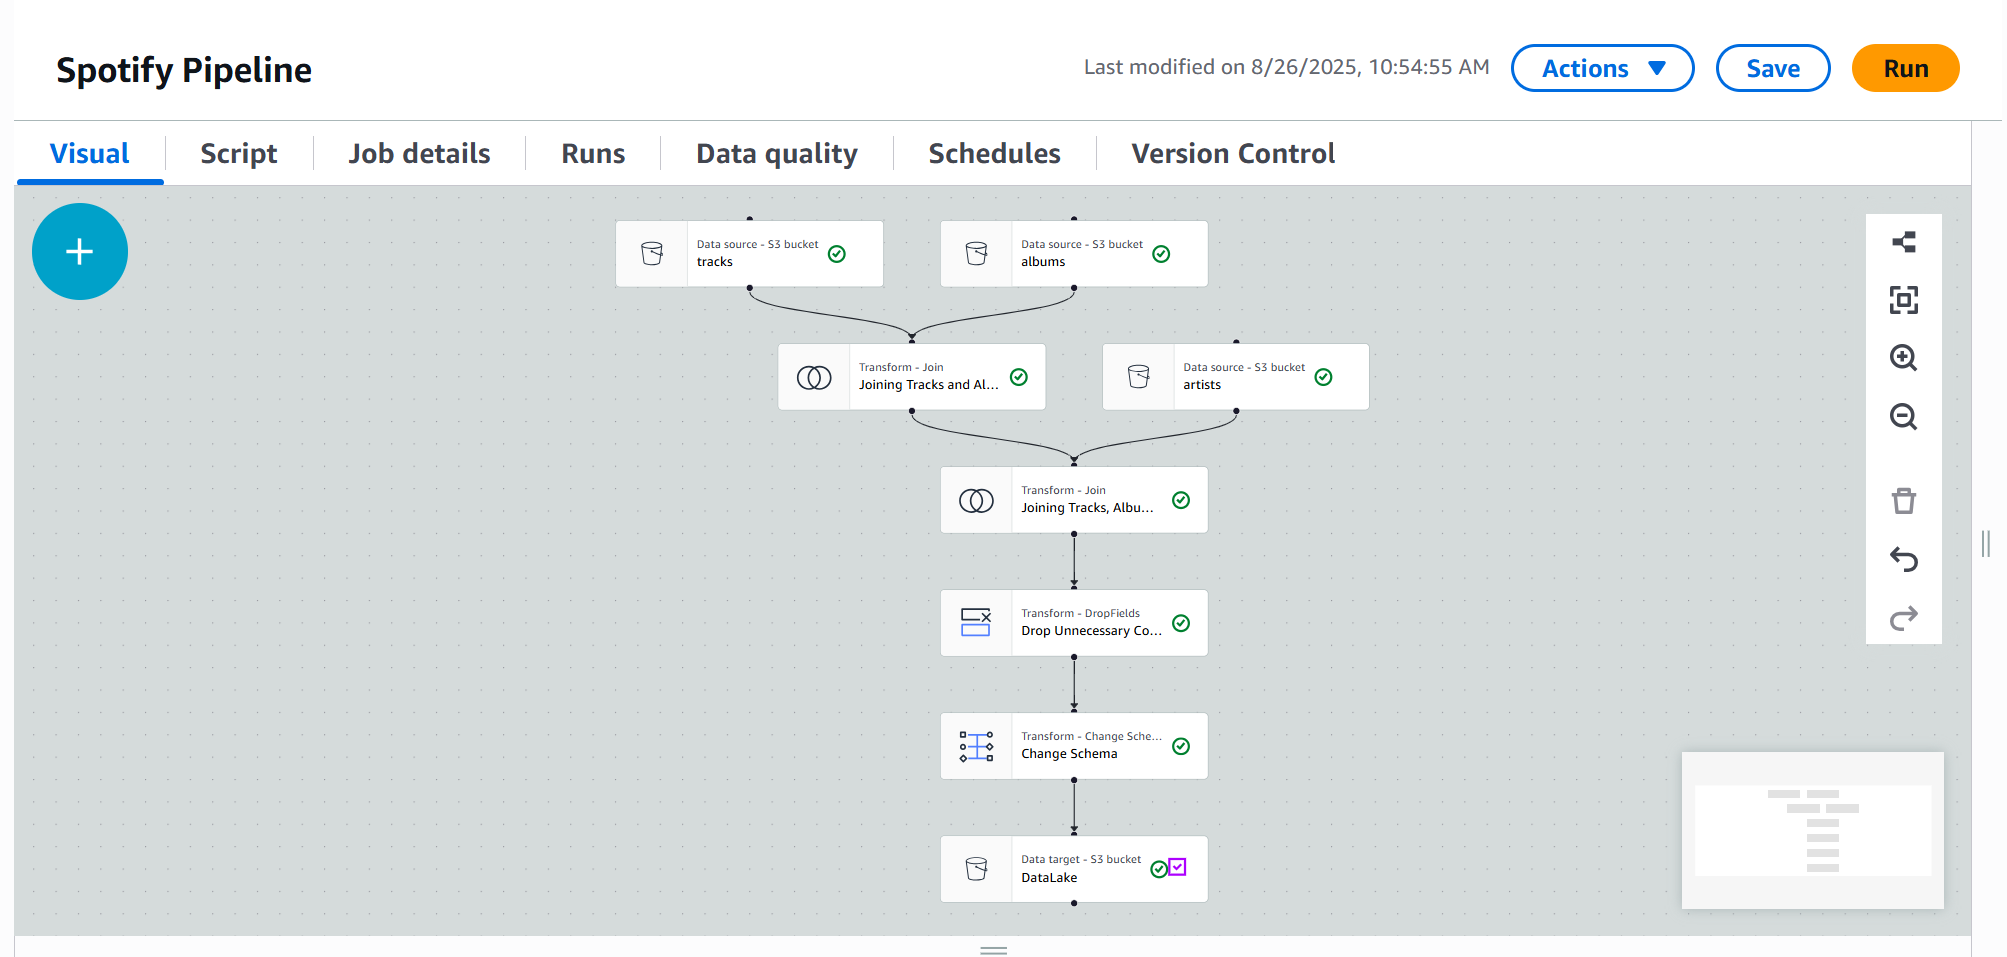 Spotify Pipeline
Last modified on 8/26/2025, 10:54:55 AM
Actions
Save
Run
Visual
Script
Job details
Runs
Data quality
Schedules
Version Control
Data source - S3 bucket
tracks
Data source - S3 bucket
albums
Transform - Join
Joining Tracks and Al...
Data source - S3 bucket
artists
Transform - Join
Joining Tracks, Albu...
Transform - DropFields
Drop Unnecessary Co...
Transform - Change Sche...
Change Schema
Data target - S3 bucket
DataLake